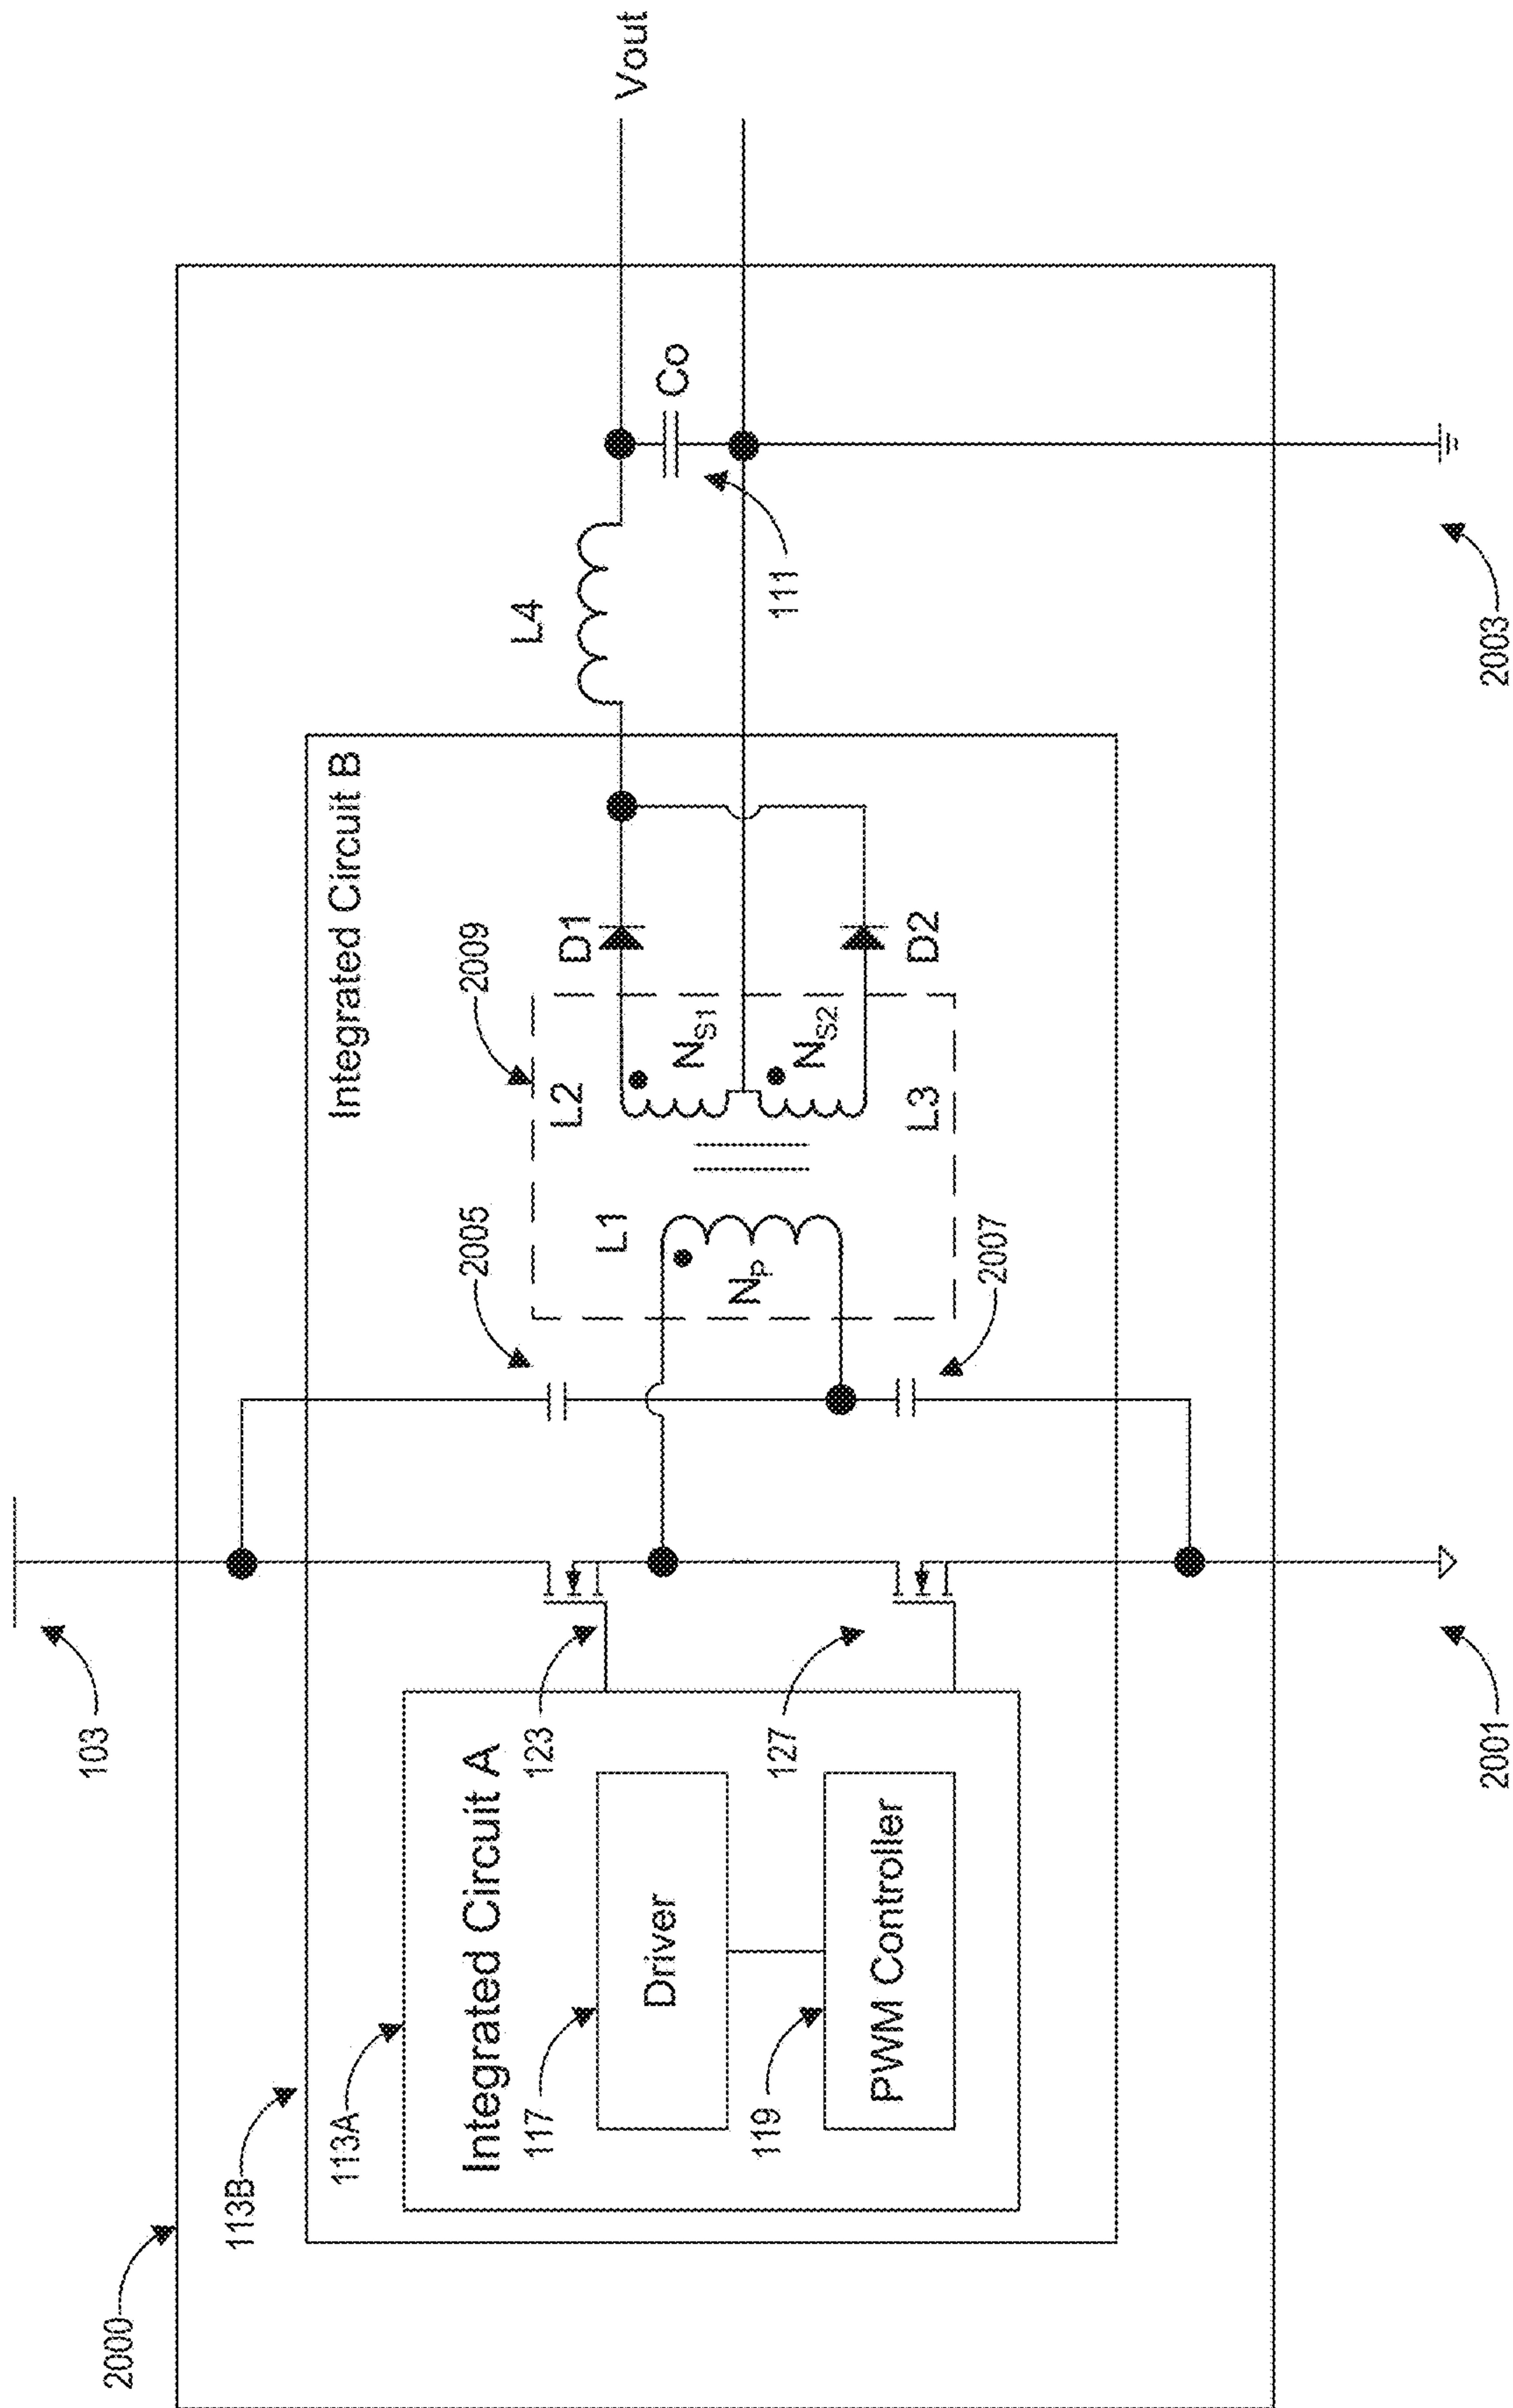 2000
113B
113A
Integrated Circuit A
117
Driver
119
PWM Controller
103
123
127
2001
Integrated Circuit B
2005
2007
2009
L1
NP
L2
NS1
NS2
L3
D1
D2
L4
111
Co
2003
Vout